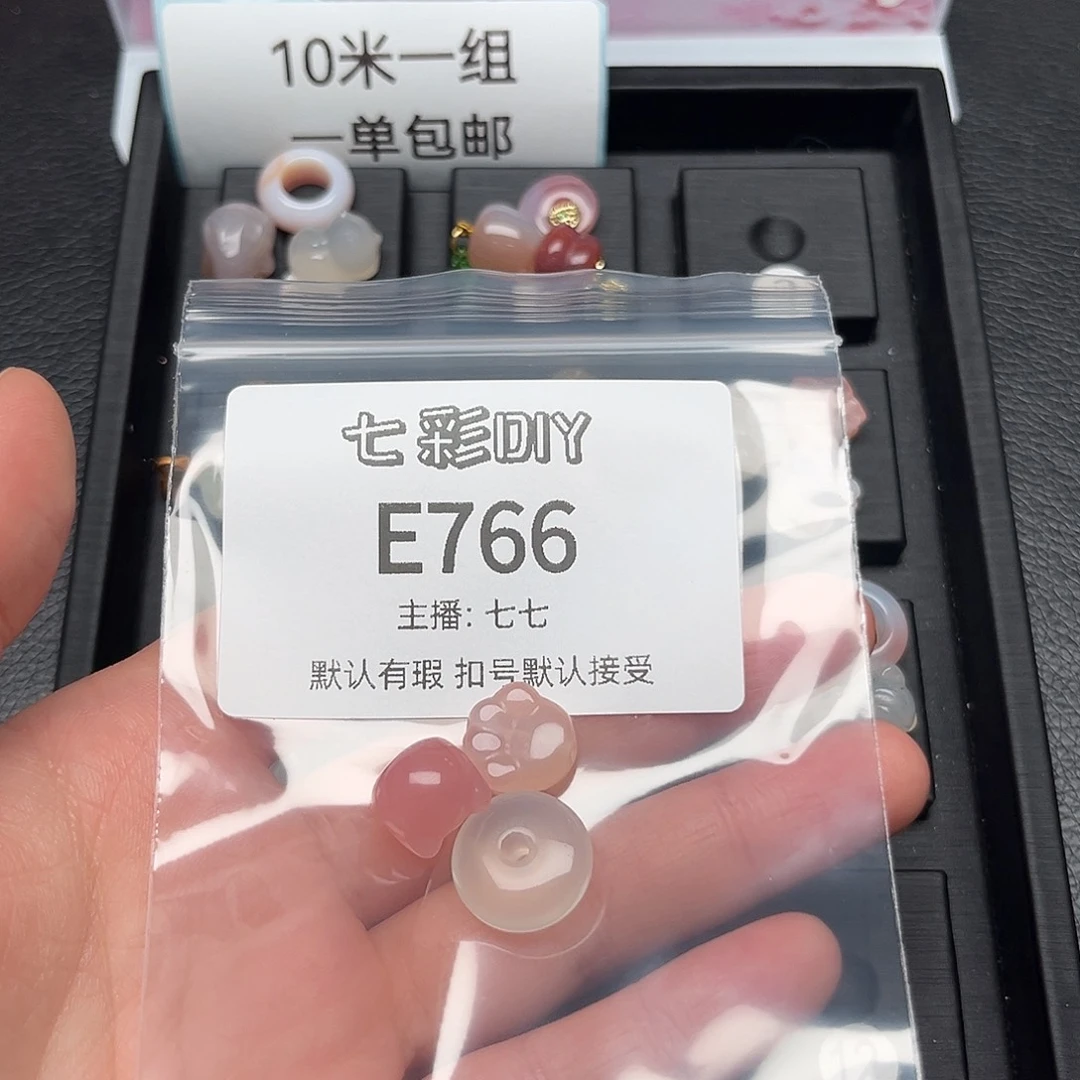 10米一组
一单包邮
七彩DIY
E766
主播: 七七
默认有瑕 扣号默认接受